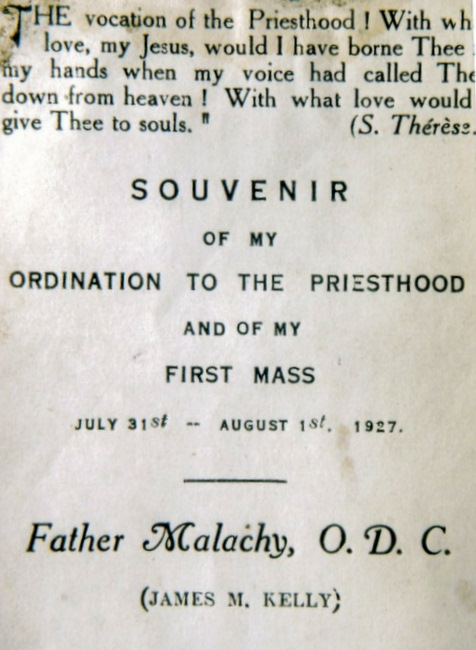 THE vocation of the Priesthood ! With
love, my Jesus, would I have borne Thee
my hands when my voice had called
down from heaven ! With what love would
give Thee to souls. "                (S. Thérèse.
SOUVENIR
OF MY
ORDINATION TO THE PRIESTHOOD
AND OF MY
FIRST MASS
JULY 31st -- AUGUST 1st. 1927.
Father Malachy, O. D. C.
(JAMES M. KELLY)